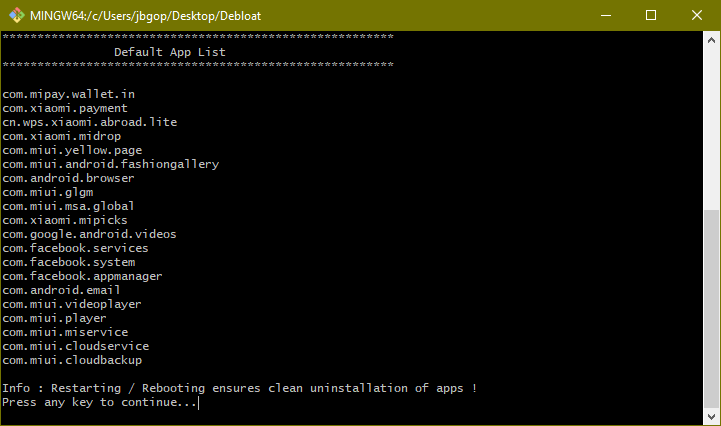 MINGW64:/c/Users/jbgop/Desktop/Debloat
********************************************************
Default App List
********************************************************
com.mipay.wallet.in
com.xiaomi.payment
cn.wps.xiaomi.abroad.lite
com.xiaomi.midrop
com.miui.yellow.page
com.miui.android.fashiongallery
com.android.browser
com.miui.glgm
com.miui.msa.global
com.xiaomi.mipicks
com.google.android.videos
com.facebook.services
com.facebook.system
com.facebook.appmanager
com.android.email
com.miui.videoplayer
com.miui.player
com.miui.miservice
com.miui.cloudservice
com.miui.cloudbackup
Info : Restarting / Rebooting ensures clean uninstallation of apps !
Press any key to continue...